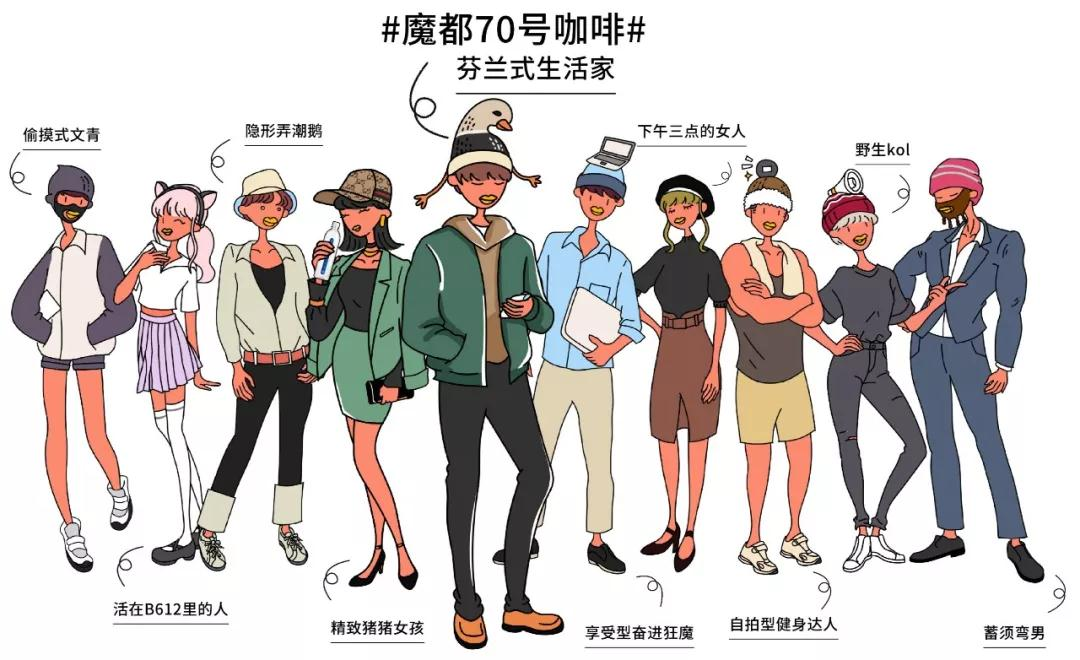 #魔都70号咖啡#
芬兰式生活家
偷摸式文青
隐形弄潮鹅
下午三点的女人
野生kol
活在B612里的人
精致猪猪女孩
享受型奋进狂魔
自拍型健身达人
蓄须弯男